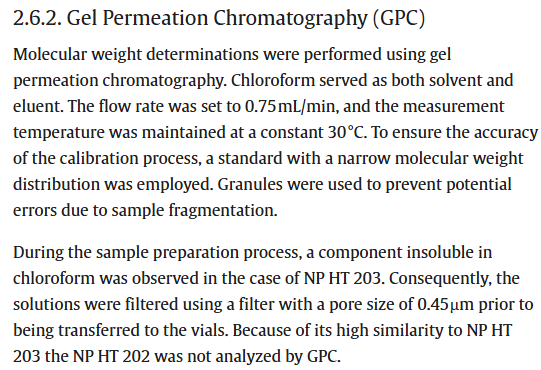 2.6.2. Gel Permeation Chromatography (GPC)
Molecular weight determinations were performed using gel
permeation chromatography. Chloroform served as both solvent and
eluent. The flow rate was set to 0.75 mL/min, and the measurement
temperature was maintained at a constant 30 °C. To ensure the accuracy
of the calibration process, a standard with a narrow molecular weight
distribution was employed. Granules were used to prevent potential
errors due to sample fragmentation.
During the sample preparation process, a component insoluble in
chloroform was observed in the case of NP HT 203. Consequently, the
solutions were filtered using a filter with a pore size of 0.45 μm prior to
being transferred to the vials. Because of its high similarity to NP HT
203 the NP HT 202 was not analyzed by GPC.